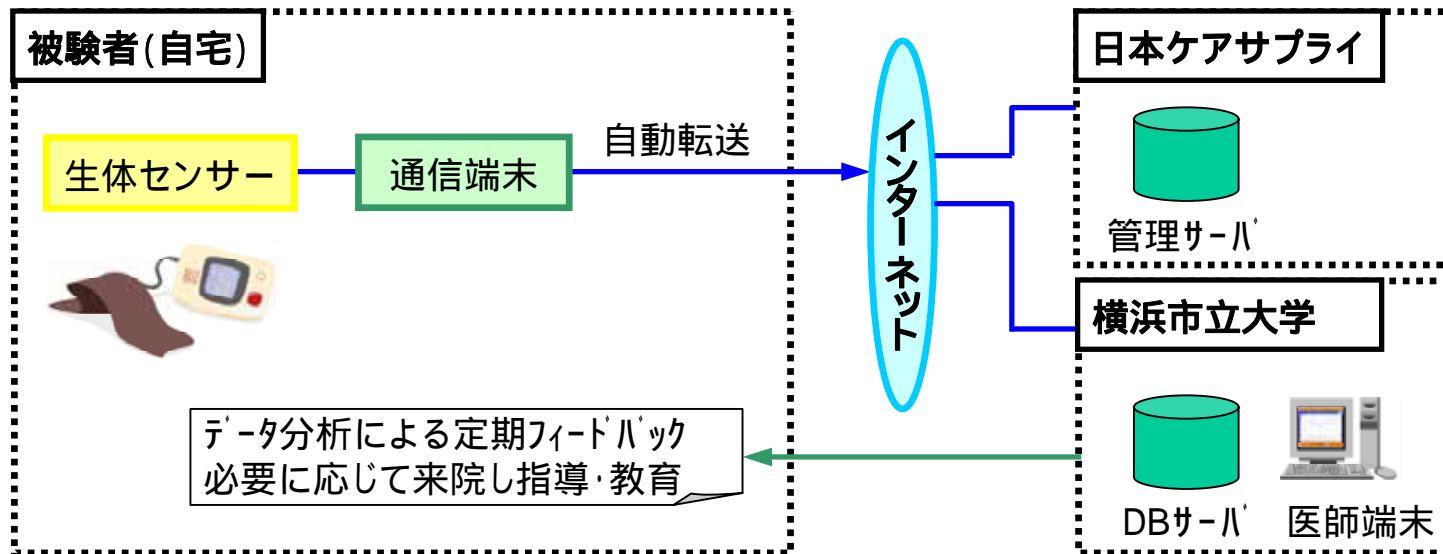 被験者(自宅)
生体センサー
通信端末
自動転送
インターネット
日本ケアサプライ
管理ｻｰﾊﾞ
横浜市立大学
DBｻｰﾊﾞ
医師端末
ﾃﾞｰﾀ分析による定期ﾌｨｰﾄﾞﾊﾞｯｸ
必要に応じて来院し指導･教育